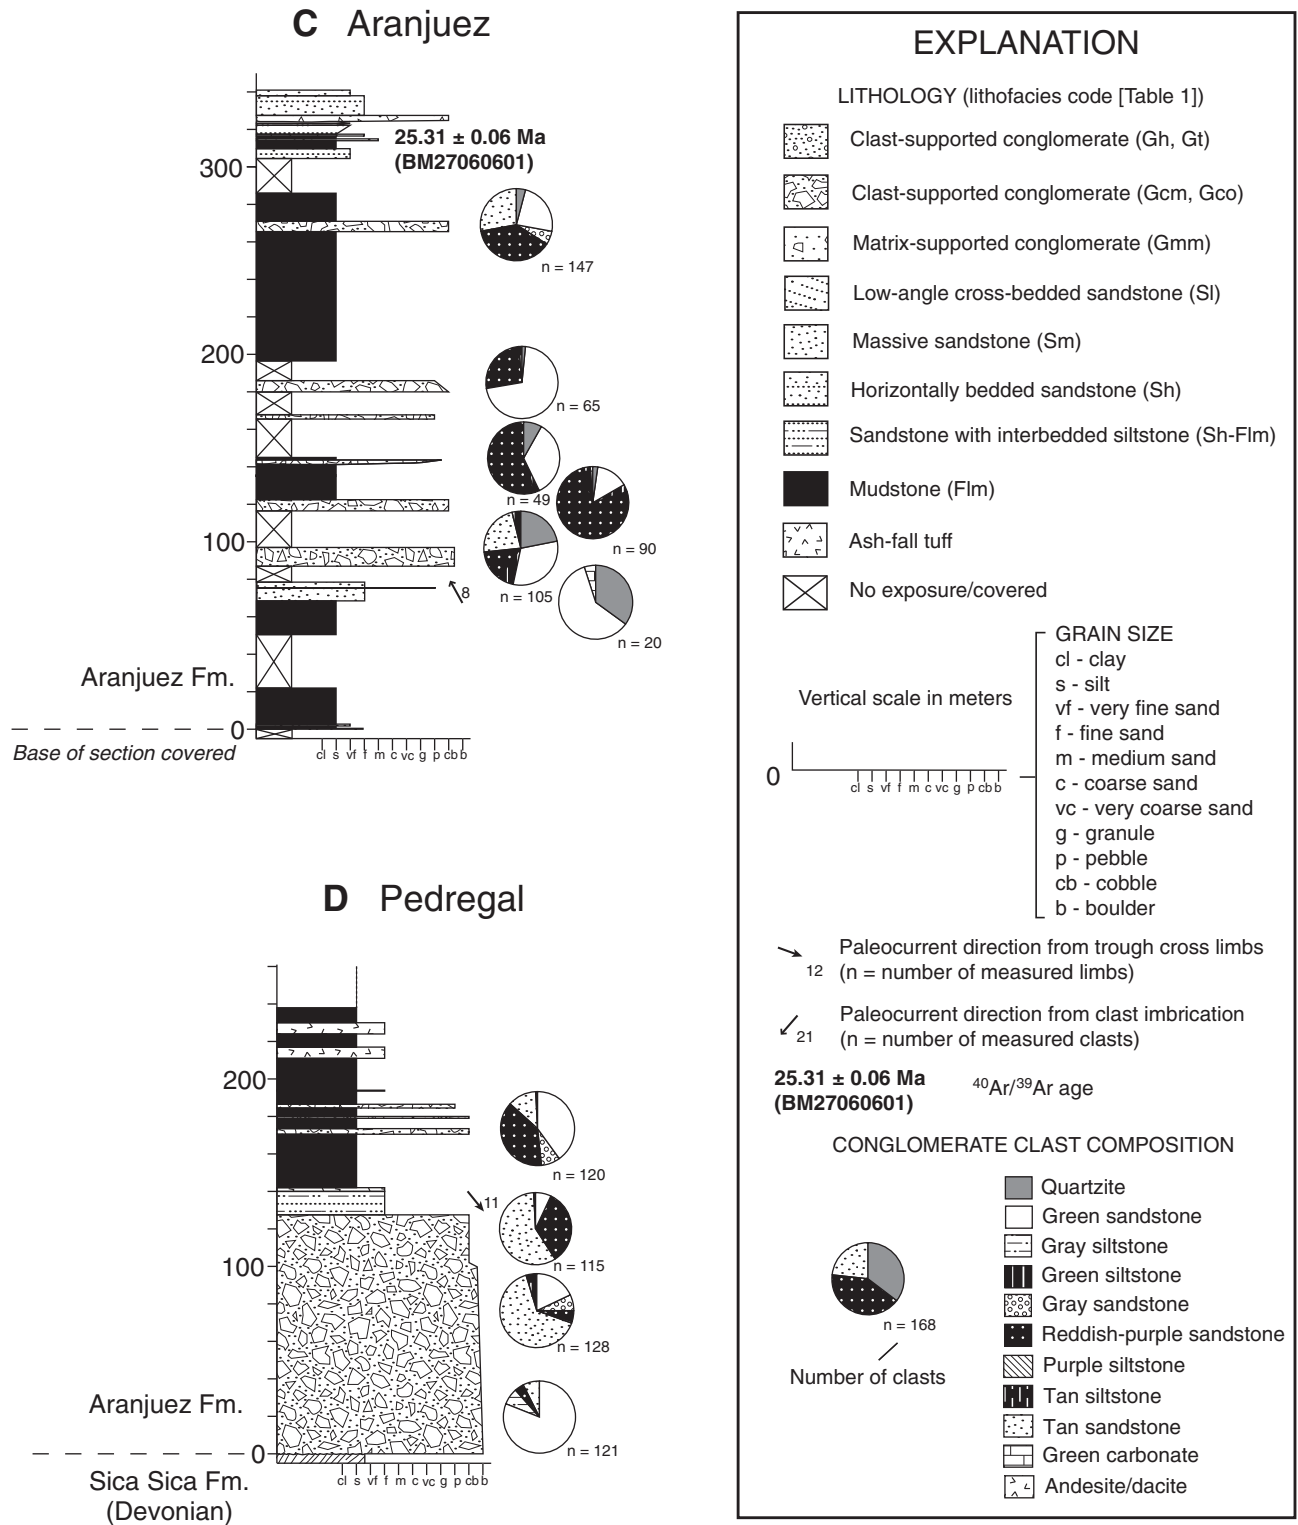 C Aranjuez
300
200
100
0
25.31 ± 0.06 Ma
(BM27060601)
n = 147
n = 65
n = 49
n = 90
n = 105
8
n = 20
Aranjuez Fm.
Base of section covered
cl s vf f m c vc g p cb b
D Pedregal
200
100
0
n = 120
11
n = 115
n = 128
n = 121
Aranjuez Fm.
Sica Sica Fm.
(Devonian)
cl s vf f m c vc g p cb b
EXPLANATION
LITHOLOGY (lithofacies code [Table 1])
Clast-supported conglomerate (Gh, Gt)
Clast-supported conglomerate (Gcm, Gco)
Matrix-supported conglomerate (Gmm)
Low-angle cross-bedded sandstone (Sl)
Massive sandstone (Sm)
Horizontally bedded sandstone (Sh)
Sandstone with interbedded siltstone (Sh-Flm)
Mudstone (Flm)
Ash-fall tuff
No exposure/covered
Vertical scale in meters
0
cl s vf f m c vc g p cb b
GRAIN SIZE
cl - clay
s - silt
vf - very fine sand
f - fine sand
m - medium sand
c - coarse sand
vc - very coarse sand
g - granule
p - pebble
cb - cobble
b - boulder
12
Paleocurrent direction from trough cross limbs
(n = number of measured limbs)
21
Paleocurrent direction from clast imbrication
(n = number of measured clasts)
25.31 ± 0.06 Ma
(BM27060601)
⁴⁰Ar/³⁹Ar age
CONGLOMERATE CLAST COMPOSITION
n = 168
Number of clasts
Quartzite
Green sandstone
Gray siltstone
Green siltstone
Gray sandstone
Reddish-purple sandstone
Purple siltstone
Tan siltstone
Tan sandstone
Green carbonate
Andesite/dacite